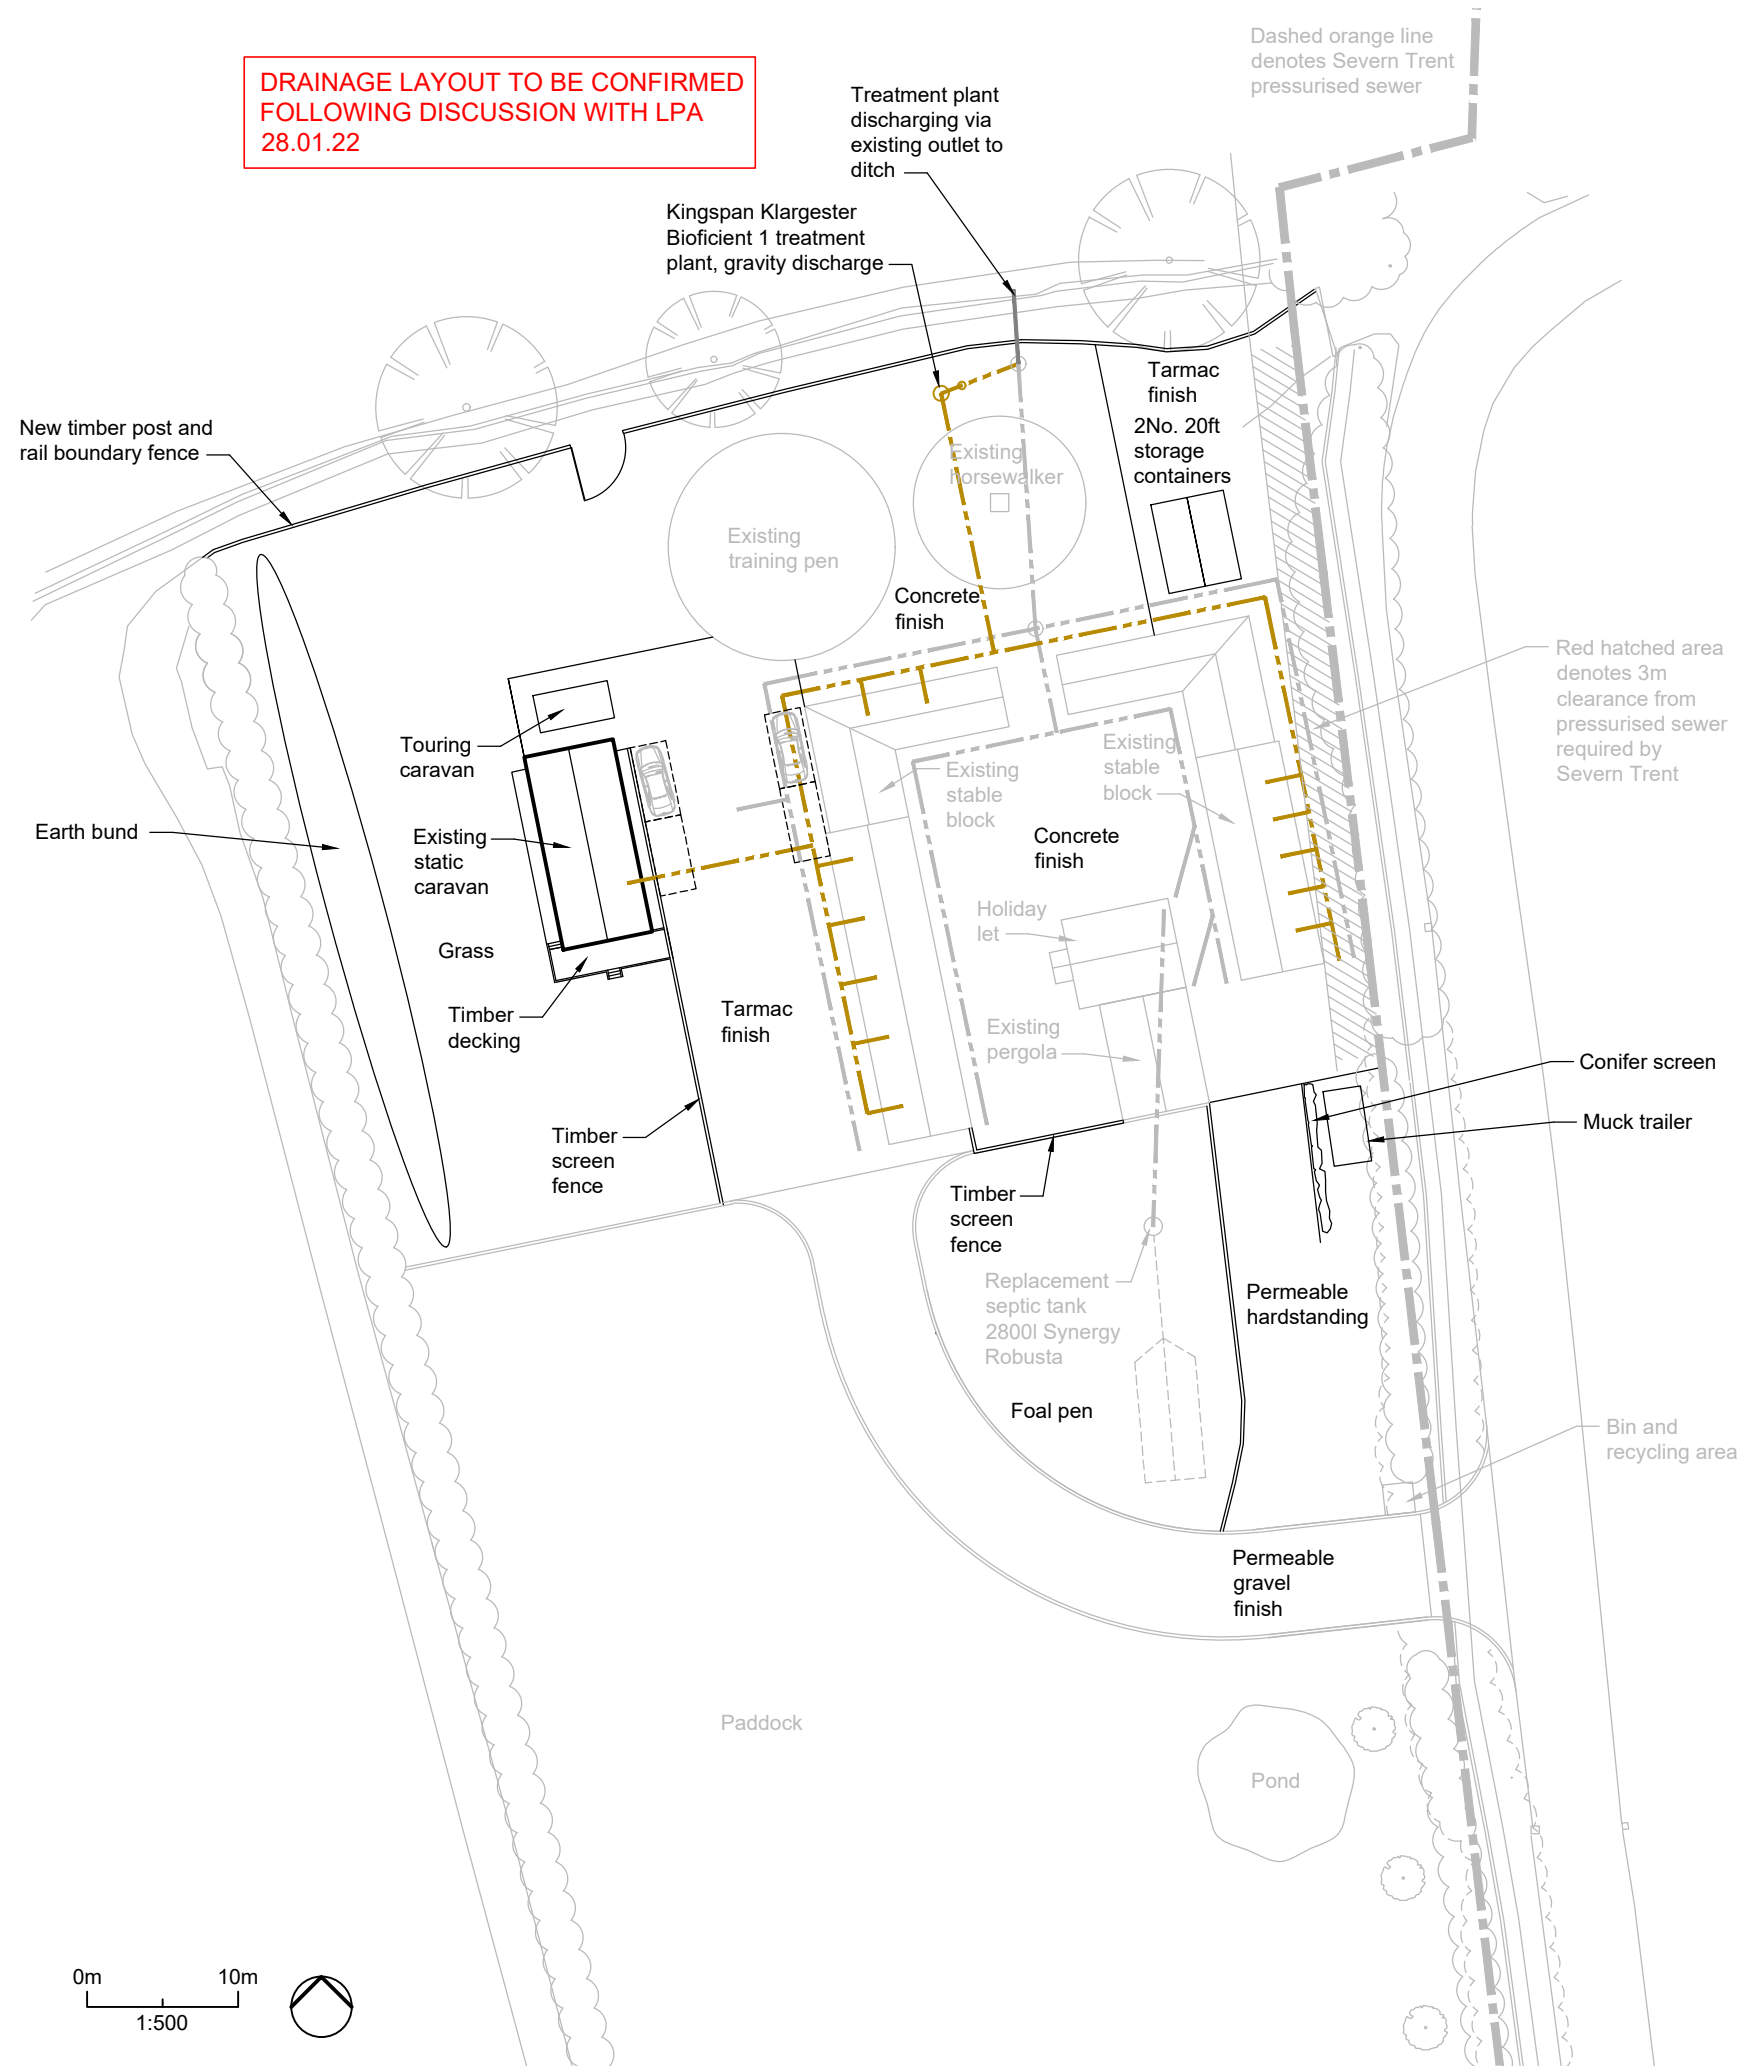 Dashed orange line
denotes Severn Trent
pressurised sewer
DRAINAGE LAYOUT TO BE CONFIRMED
FOLLOWING DISCUSSION WITH LPA
28.01.22
Treatment plant
discharging via
existing outlet to
ditch
Kingspan Klargester
Bioficient 1 treatment
plant, gravity discharge
New timber post and
rail boundary fence
Tarmac
finish
2No. 20ft
storage
containers
Existing
horsewalker
Existing
training pen
Concrete
finish
Red hatched area
denotes 3m
clearance from
pressurised sewer
required by
Severn Trent
Touring
caravan
Existing
stable
block
Existing
stable
block
Earth bund
Existing
static
caravan
Concrete
finish
Holiday
let
Grass
Timber
decking
Tarmac
finish
Existing
pergola
Conifer screen
Muck trailer
Timber
screen
fence
Timber
screen
fence
Replacement
septic tank
2800l Synergy
Robusta
Permeable
hardstanding
Foal pen
Bin and
recycling area
Permeable
gravel
finish
Paddock
Pond
0m
10m
1:500